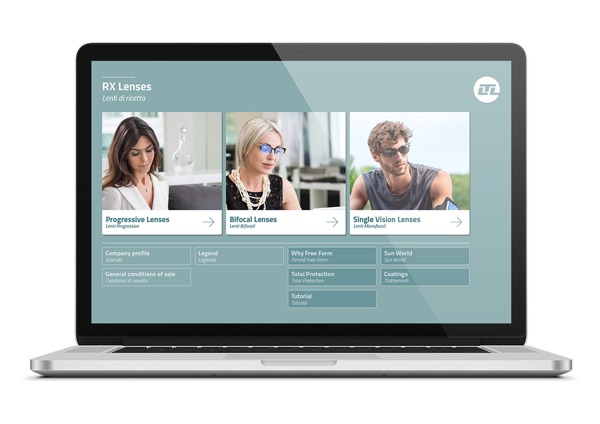 RX Lenses
Lenti di ricetta
LTL
Progressive Lenses
Lenti Progressive
Bifocal Lenses
Lenti Bifocali
Single Vision Lenses
Lenti Monofocali
Company profile
Azienda
Legend
Legenda
Why Free Form
Perchè Free Form
Sun World
Sun World
General conditions of sale
Condizioni di vendita
Total Protection
Total Protection
Coatings
Trattamenti
Tutorial
Tutorial